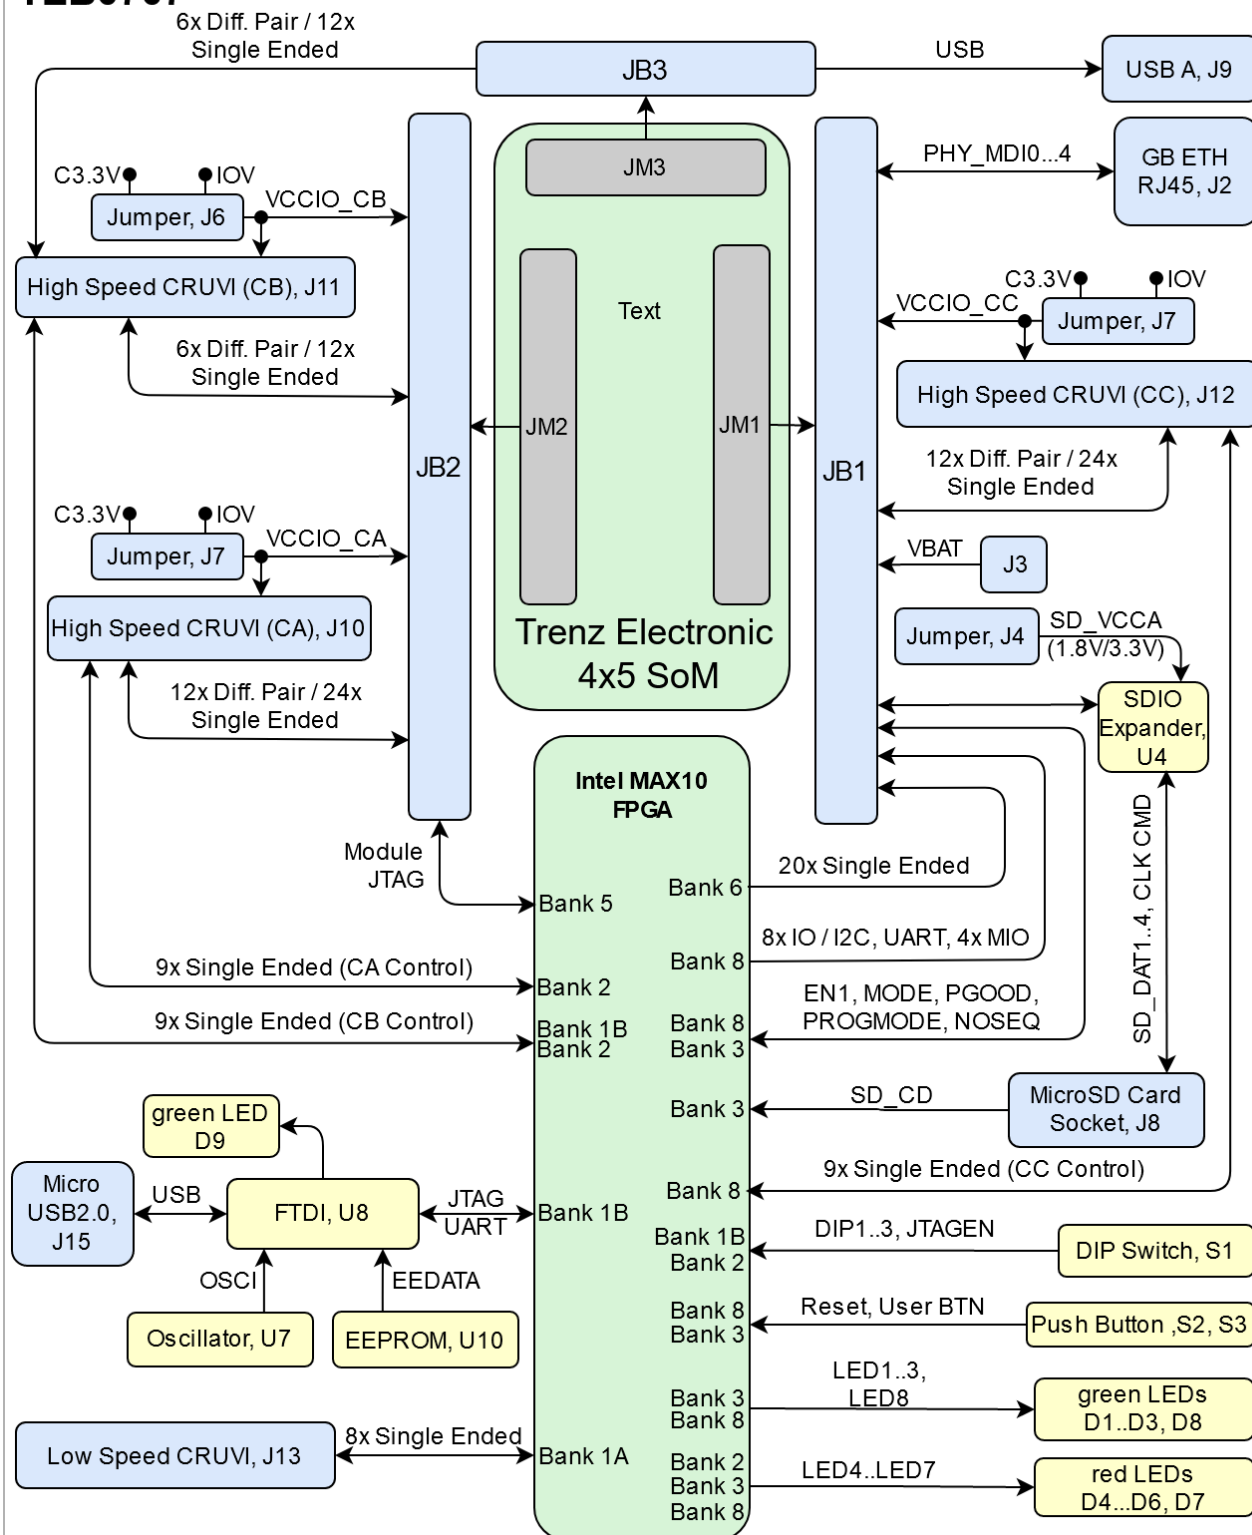 6x Diff. Pair / 12x
Single Ended
JB3
USB
USB A, J9
JM3
PHY_MDI0...4
GB ETH
RJ45, J2
C3.3V
IOV
Jumper, J6
VCCIO_CB
High Speed CRUVI (CB), J11
Text
C3.3V
IOV
VCCIO_CC
Jumper, J7
6x Diff. Pair / 12x
Single Ended
High Speed CRUVI (CC), J12
JM2
JM1
JB2
JB1
12x Diff. Pair / 24x
Single Ended
C3.3V
IOV
Jumper, J7
VCCIO_CA
VBAT
J3
High Speed CRUVI (CA), J10
Trenz Electronic
4x5 SoM
Jumper, J4
SD_VCCA
(1.8V/3.3V)
12x Diff. Pair / 24x
Single Ended
SDIO
Expander,
U4
Intel MAX10
FPGA
Module
JTAG
Bank 5
Bank 6
20x Single Ended
SD_DAT1..4, CLK CMD
Bank 8
8x IO / I2C, UART, 4x MIO
9x Single Ended (CA Control)
Bank 2
EN1, MODE, PGOOD,
PROGMODE, NOSEQ
9x Single Ended (CB Control)
Bank 1B
Bank 2
Bank 8
Bank 3
Bank 3
SD_CD
MicroSD Card
Socket, J8
green LED
D9
9x Single Ended (CC Control)
Bank 8
Micro
USB2.0,
J15
USB
FTDI, U8
JTAG
UART
Bank 1B
Bank 1B
Bank 2
DIP1..3, JTAGEN
DIP Switch, S1
OSCI
EEDATA
Oscillator, U7
EEPROM, U10
Bank 8
Bank 3
Reset, User BTN
Push Button ,S2, S3
LED1..3,
LED8
Bank 3
Bank 8
green LEDs
D1..D3, D8
Low Speed CRUVI, J13
8x Single Ended
Bank 1A
Bank 2
Bank 3
Bank 8
LED4..LED7
red LEDs
D4...D6, D7